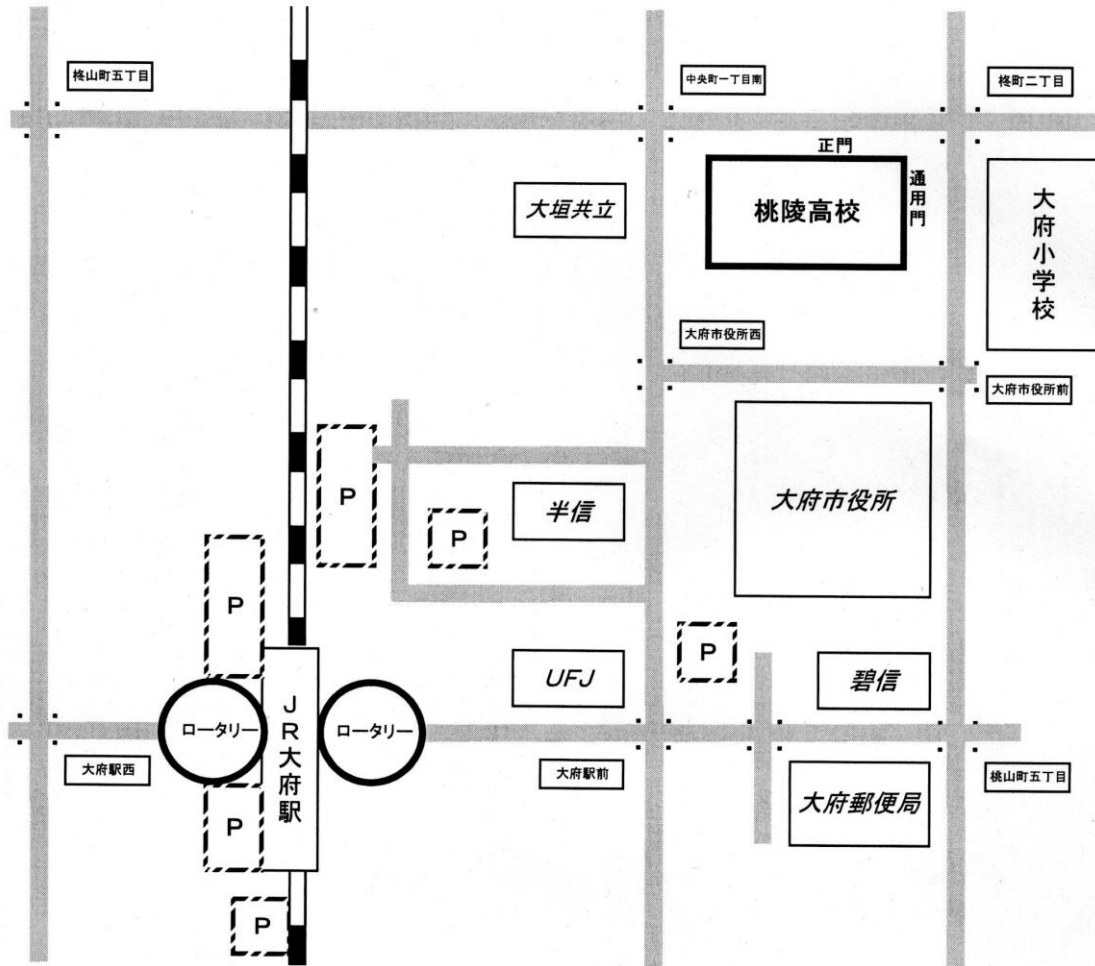 柊山町五丁目
中央町一丁目南
柊町二丁目
正門
通用門
大垣共立
桃陵高校
大府小学校
大府市役所西
大府市役所前
P
半信
P
大府市役所
P
UFJ
P
碧信
ロータリー
JR大府駅
ロータリー
大府駅西
大府駅前
桃山町五丁目
P
大府郵便局
P